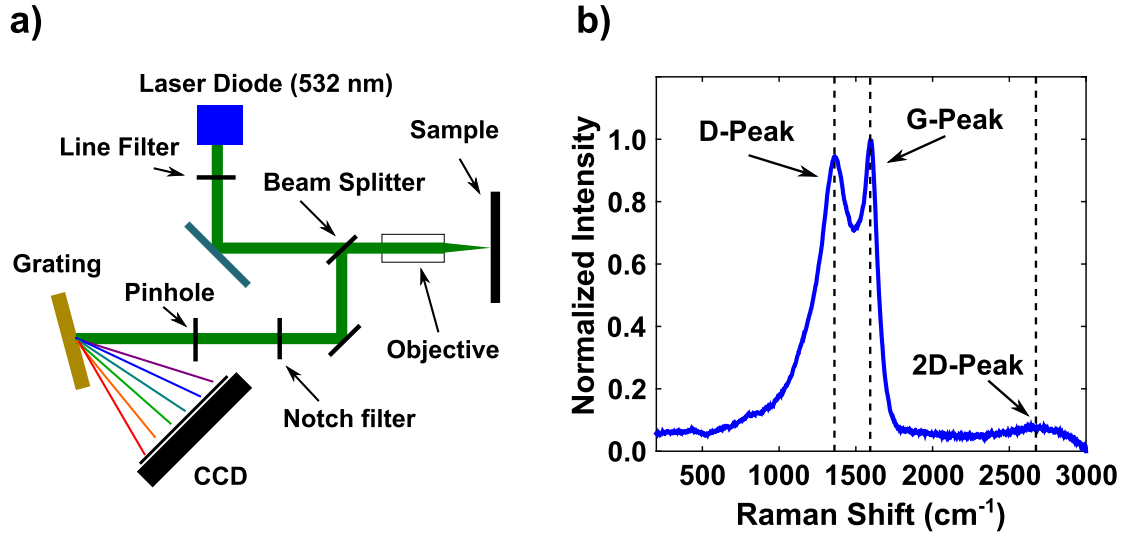 a)
Laser Diode (532 nm)
Line Filter
Sample
Beam Splitter
Grating
Pinhole
Objective
Notch filter
CCD
b)
D-Peak
G-Peak
2D-Peak
Normalized Intensity
1.0
0.8
0.6
0.4
0.2
0.0
500 1000 1500 2000 2500 3000
Raman Shift (cm⁻¹)